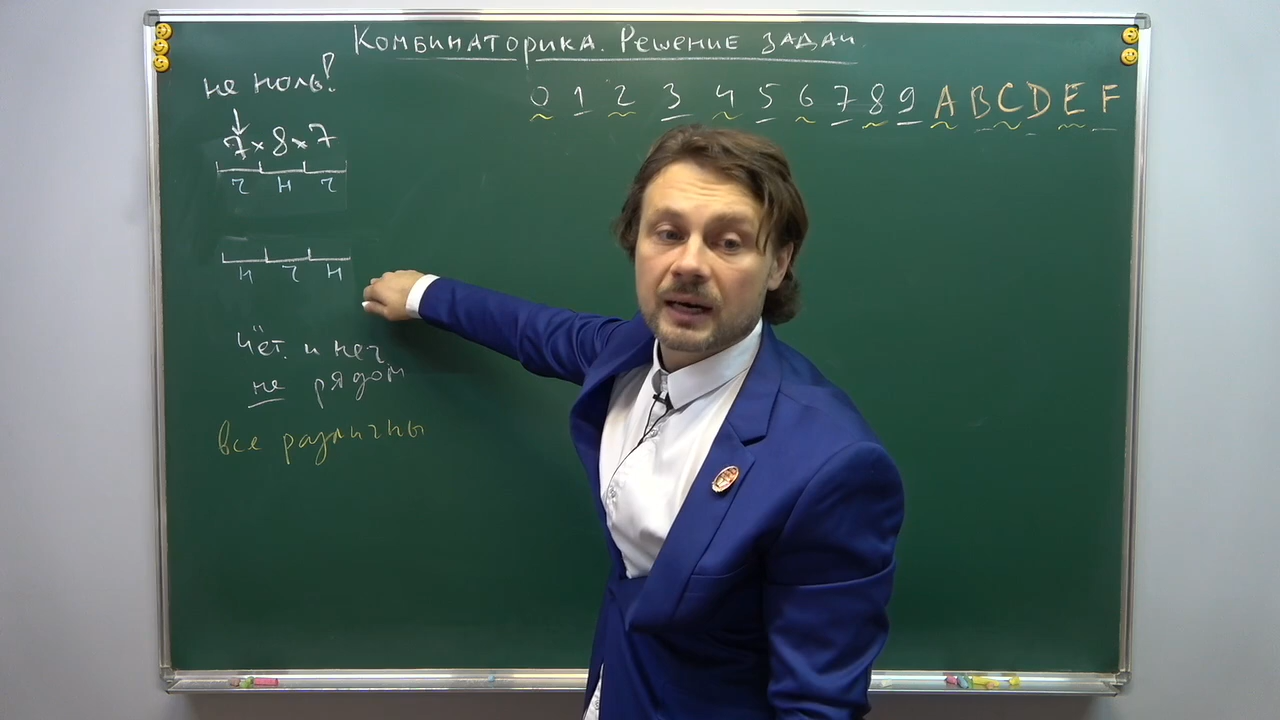 Комбинаторика. Решение задач
0 1 2 3 4 5 6 7 8 9 A B C D E F
не ноль!
7 × 8 × 7
ч н ч
н ч н
чёт. и неч
не рядом
все различны